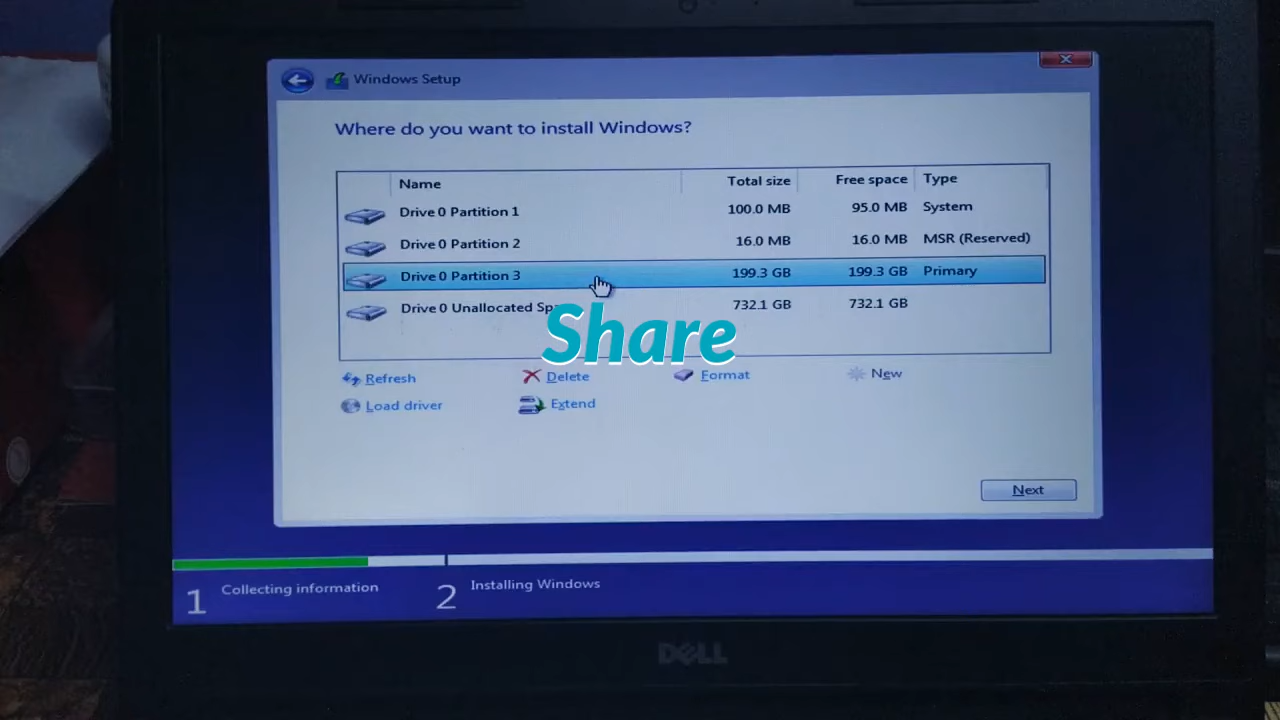 Windows Setup
Where do you want to install Windows?
Name Total size Free space Type
Drive 0 Partition 1 100.0 MB 95.0 MB System
Drive 0 Partition 2 16.0 MB 16.0 MB MSR (Reserved)
Drive 0 Partition 3 199.3 GB 199.3 GB Primary
Drive 0 Unallocated 732.1 GB 732.1 GB
Share
Refresh Delete Format New
Load driver Extend
Next
1 Collecting information 2 Installing Windows
DELL